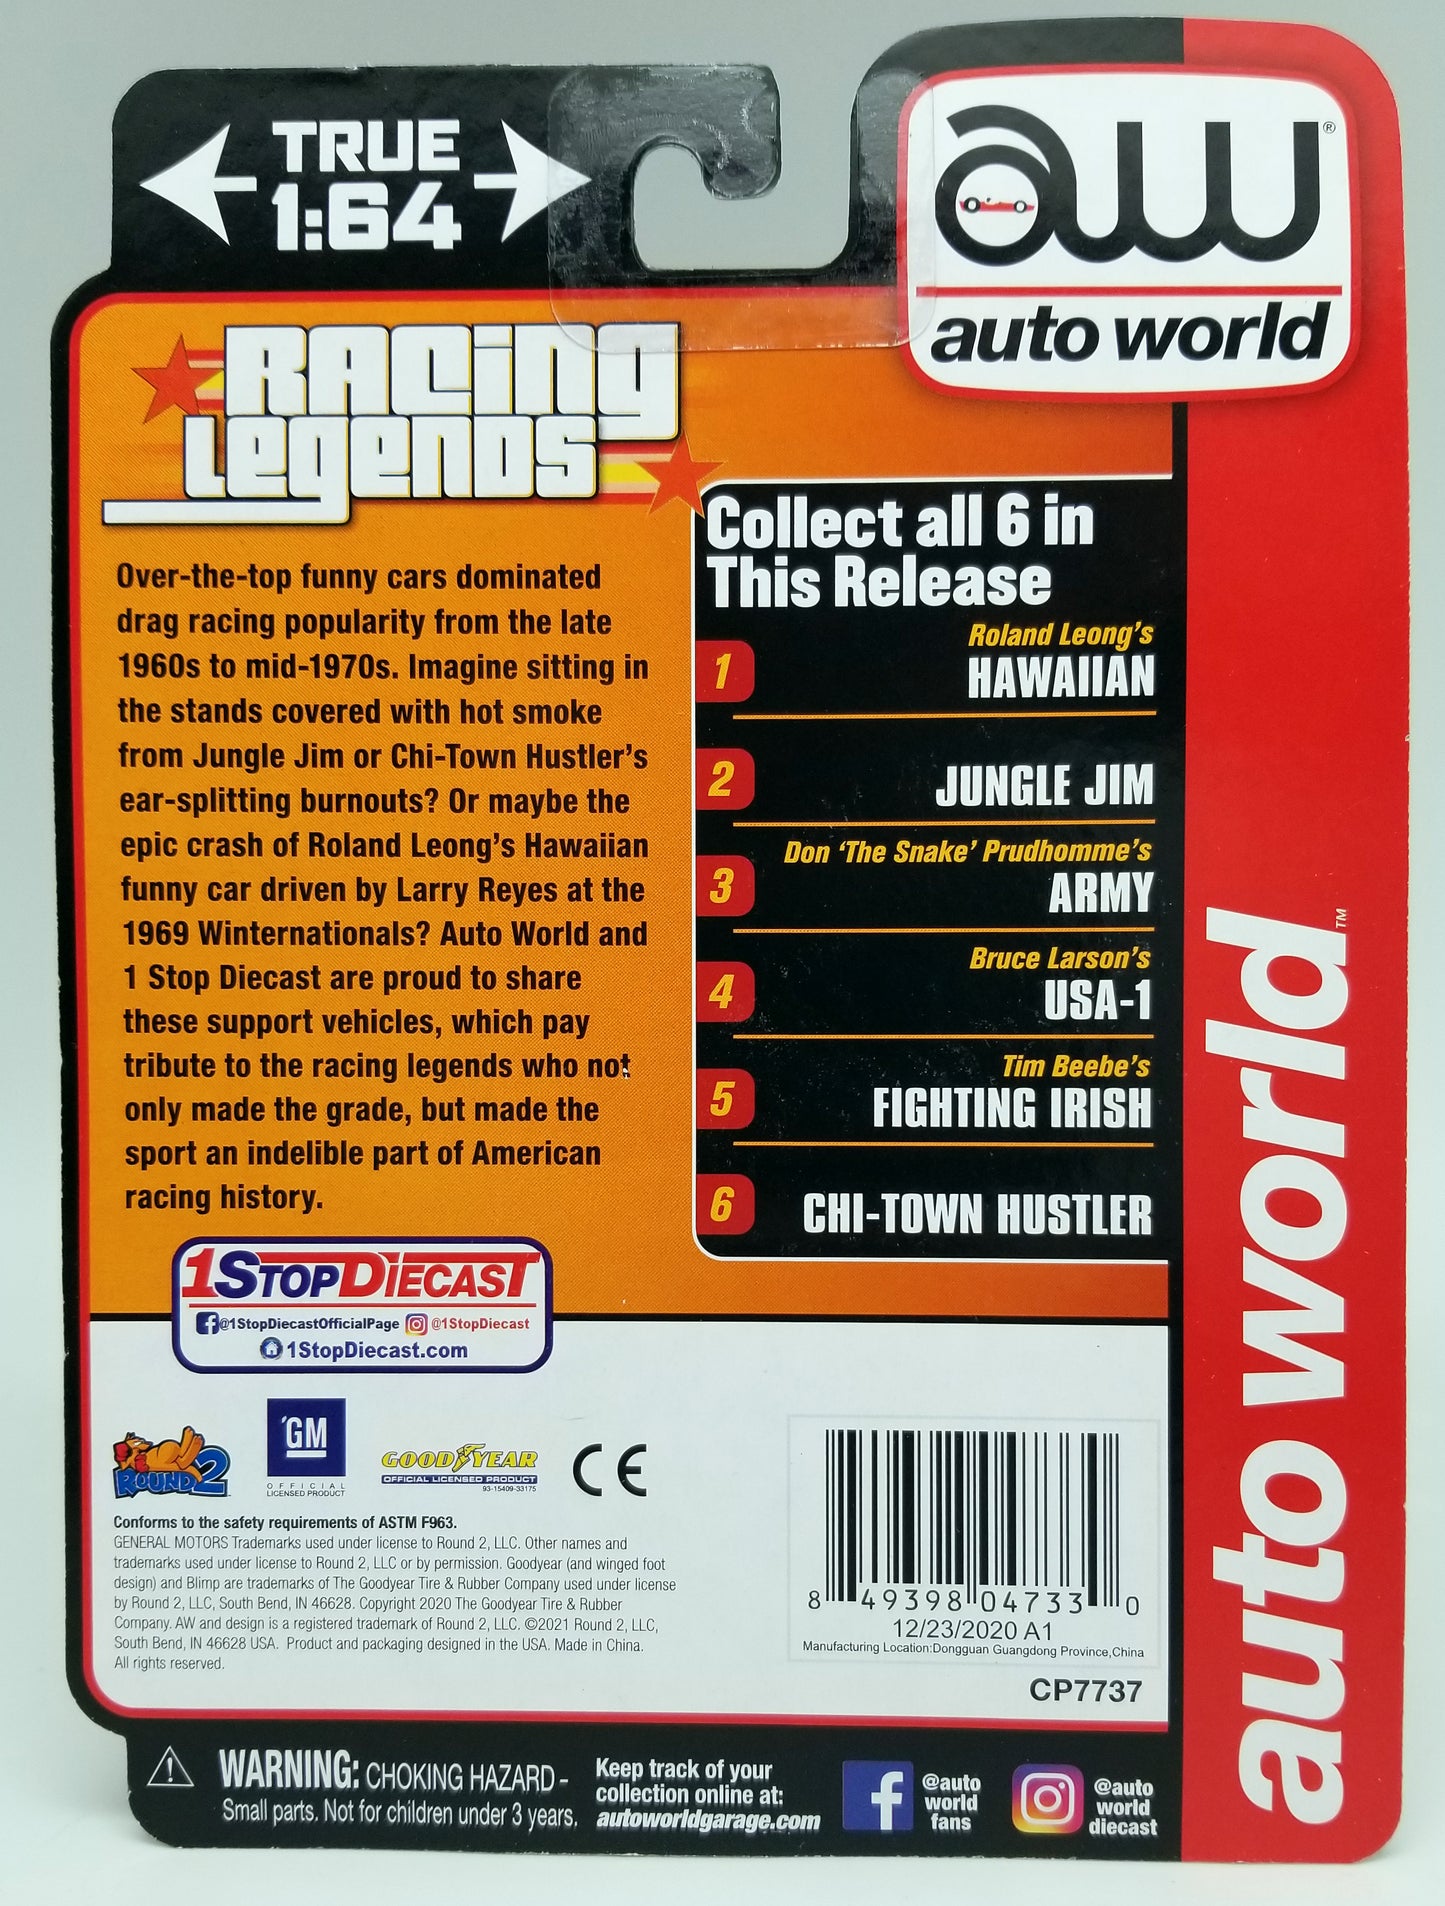 TRUE
1:64
aw®
auto world
RACing
Legends
Over-the-top funny cars dominated
drag racing popularity from the late
1960s to mid-1970s. Imagine sitting in
the stands covered with hot smoke
from Jungle Jim or Chi-Town Hustler's
ear-splitting burnouts? Or maybe the
epic crash of Roland Leong's Hawaiian
funny car driven by Larry Reyes at the
1969 Winternationals? Auto World and
1 Stop Diecast are proud to share
these support vehicles, which pay
tribute to the racing legends who not
only made the grade, but made the
sport an indelible part of American
racing history.
Collect all 6 in
This Release
Roland Leong's
1 HAWAIIAN
2 JUNGLE JIM
Don 'The Snake' Prudhomme's
3 ARMY
Bruce Larson's
4 USA-1
Tim Beebe's
5 FIGHTING IRISH
6 CHI-TOWN HUSTLER
auto world™
1STOPDIECAST
@1StopDiecastOfficialPage @1StopDiecast
1StopDiecast.com
ROUND 2
GM
OFFICIAL
LICENSED PRODUCT
GOODYEAR
OFFICIAL LICENSED PRODUCT
93-15409-33175
CE
Conforms to the safety requirements of ASTM F963.
GENERAL MOTORS Trademarks used under license to Round 2, LLC. Other names and
trademarks used under license to Round 2, LLC or by permission. Goodyear (and winged foot
design) and Blimp are trademarks of The Goodyear Tire & Rubber Company used under license
by Round 2, LLC, South Bend, IN 46628. Copyright 2020 The Goodyear Tire & Rubber
Company. AW and design is a registered trademark of Round 2, LLC. ©2021 Round 2, LLC,
South Bend, IN 46628 USA. Product and packaging designed in the USA. Made in China.
All rights reserved.
8 49398 04733 0
12/23/2020 A1
Manufacturing Location:Dongguan Guangdong Province,China
CP7737
WARNING: CHOKING HAZARD -
Small parts. Not for children under 3 years.
Keep track of your
collection online at:
autoworldgarage.com
@auto
world
fans
@auto
world
diecast